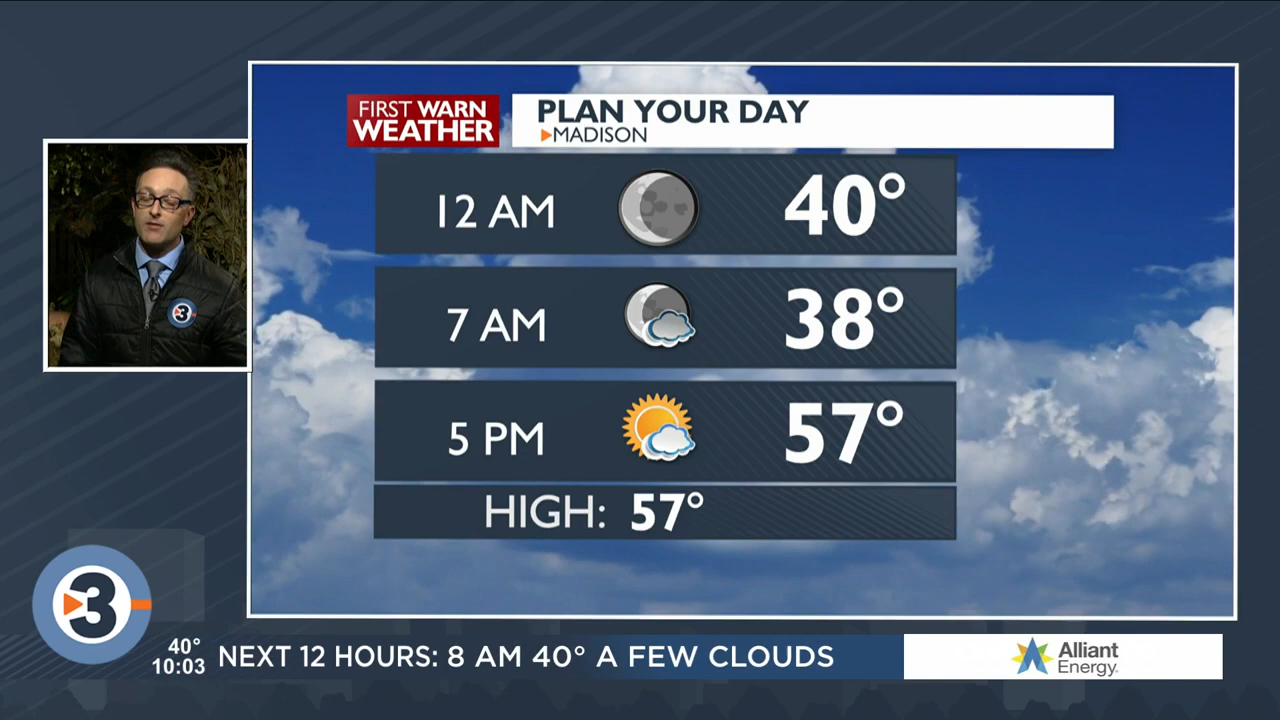 FIRST WARN
WEATHER
PLAN YOUR DAY
MADISON
12 AM 40°
7 AM 38°
5 PM 57°
HIGH: 57°
3
3
40°
10:03
NEXT 12 HOURS: 8 AM 40° A FEW CLOUDS
Alliant
Energy